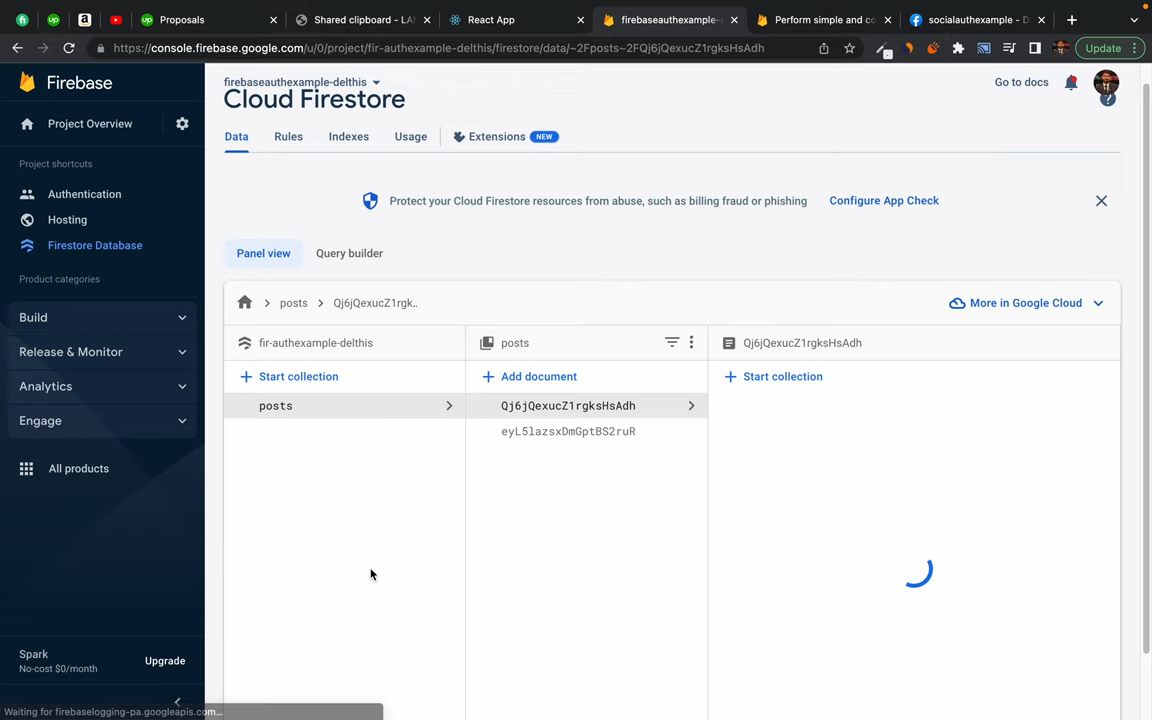 Proposals
Shared clipboard - LAN
React App
firebaseauthexample-
Perform simple and co
socialauthexample - D
https://console.firebase.google.com/u/0/project/fir-authexample-delthis/firestore/data/~2Fposts~2FQj6jQexucZ1rgksHsAdh
Update
Firebase
firebaseauthexample-delthis
Go to docs
Cloud Firestore
Project Overview
Data
Rules
Indexes
Usage
Extensions
NEW
Project shortcuts
Authentication
Hosting
Firestore Database
Protect your Cloud Firestore resources from abuse, such as billing fraud or phishing
Configure App Check
Panel view
Query builder
Product categories
Build
Release & Monitor
Analytics
Engage
All products
posts
Qj6jQexucZ1rgk..
More in Google Cloud
fir-authexample-delthis
posts
Qj6jQexucZ1rgksHsAdh
Start collection
Add document
Start collection
posts
Qj6jQexucZ1rgksHsAdh
eyL5lazsxDmGptBS2ruR
Spark
No-cost $0/month
Upgrade
Waiting for firebaselogging-pa.googleapis.com...